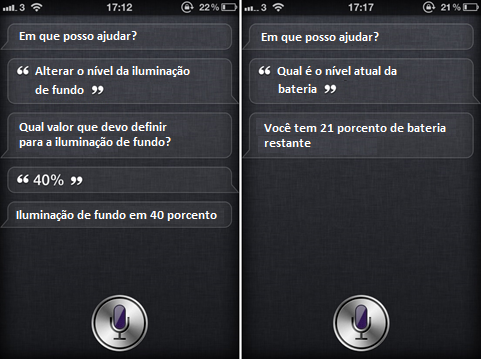 3 17:12 22%
Em que posso ajudar?
“ Alterar o nível da iluminação
de fundo ”
Qual valor que devo definir
para a iluminação de fundo?
“ 40% ”
Iluminação de fundo em 40 porcento
3 17:17 21%
Em que posso ajudar?
“ Qual é o nível atual da
bateria ”
Você tem 21 porcento de bateria
restante